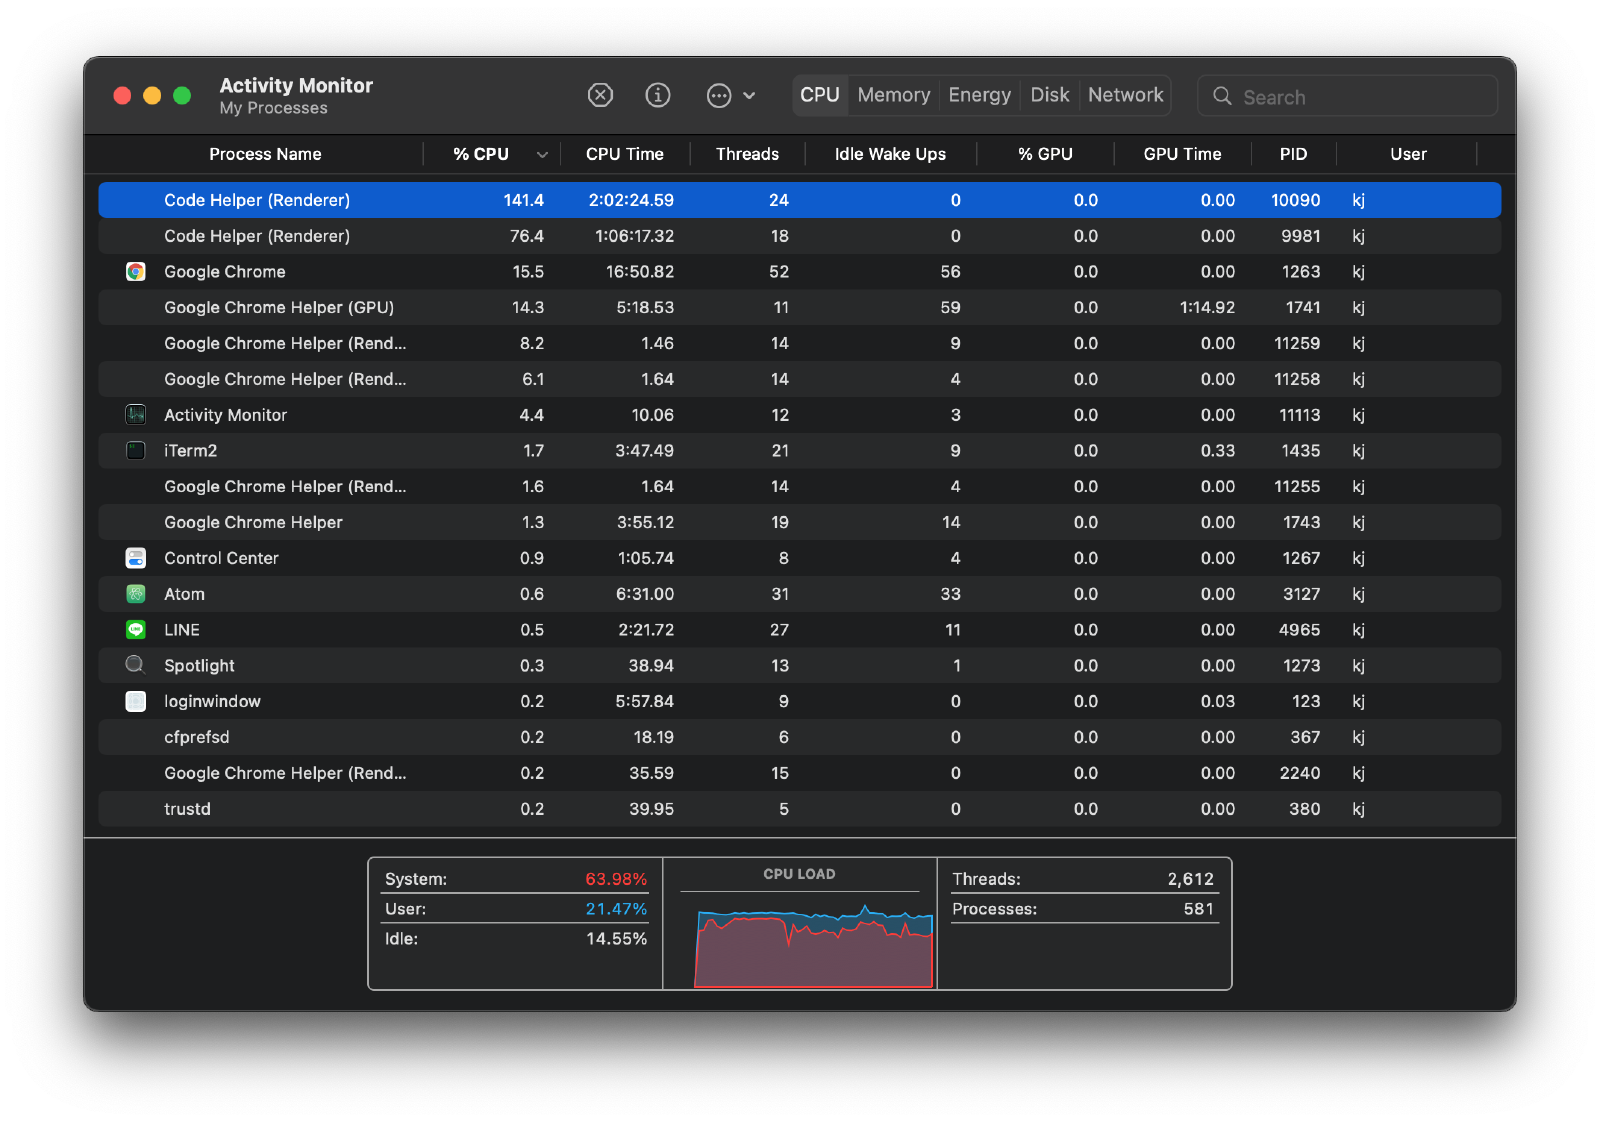 Activity Monitor
My Processes
CPU Memory Energy Disk Network
Search
Process Name % CPU CPU Time Threads Idle Wake Ups % GPU GPU Time PID User
Code Helper (Renderer) 141.4 2:02:24.59 24 0 0.0 0.00 10090 kj
Code Helper (Renderer) 76.4 1:06:17.32 18 0 0.0 0.00 9981 kj
Google Chrome 15.5 16:50.82 52 56 0.0 0.00 1263 kj
Google Chrome Helper (GPU) 14.3 5:18.53 11 59 0.0 1:14.92 1741 kj
Google Chrome Helper (Rend... 8.2 1.46 14 9 0.0 0.00 11259 kj
Google Chrome Helper (Rend... 6.1 1.64 14 4 0.0 0.00 11258 kj
Activity Monitor 4.4 10.06 12 3 0.0 0.00 11113 kj
iTerm2 1.7 3:47.49 21 9 0.0 0.33 1435 kj
Google Chrome Helper (Rend... 1.6 1.64 14 4 0.0 0.00 11255 kj
Google Chrome Helper 1.3 3:55.12 19 14 0.0 0.00 1743 kj
Control Center 0.9 1:05.74 8 4 0.0 0.00 1267 kj
Atom 0.6 6:31.00 31 33 0.0 0.00 3127 kj
LINE 0.5 2:21.72 27 11 0.0 0.00 4965 kj
Spotlight 0.3 38.94 13 1 0.0 0.00 1273 kj
loginwindow 0.2 5:57.84 9 0 0.0 0.03 123 kj
cfprefsd 0.2 18.19 6 0 0.0 0.00 367 kj
Google Chrome Helper (Rend... 0.2 35.59 15 0 0.0 0.00 2240 kj
trustd 0.2 39.95 5 0 0.0 0.00 380 kj
System: 63.98%
User: 21.47%
Idle: 14.55%
CPU LOAD
Threads: 2,612
Processes: 581